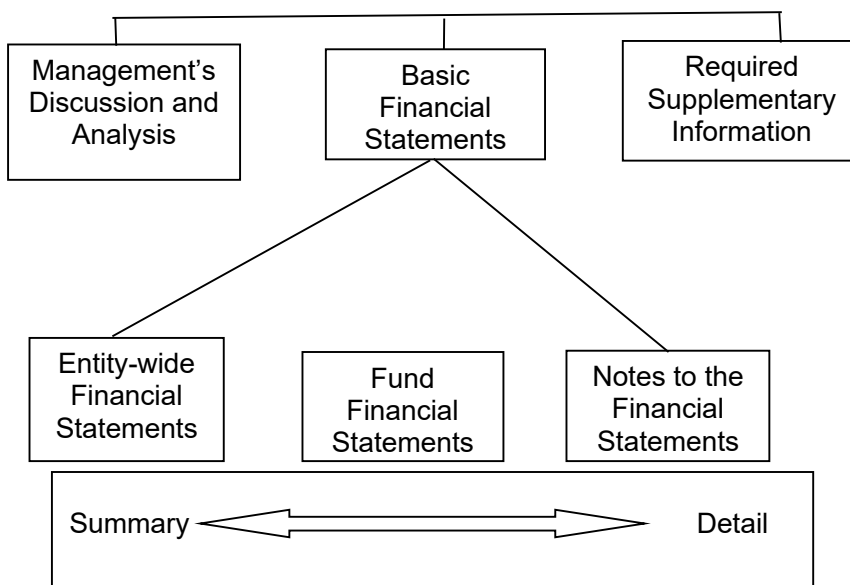 Management’s
Discussion and
Analysis
Basic
Financial
Statements
Required
Supplementary
Information
Entity-wide
Financial
Statements
Fund
Financial
Statements
Notes to the
Financial
Statements
Summary
Detail